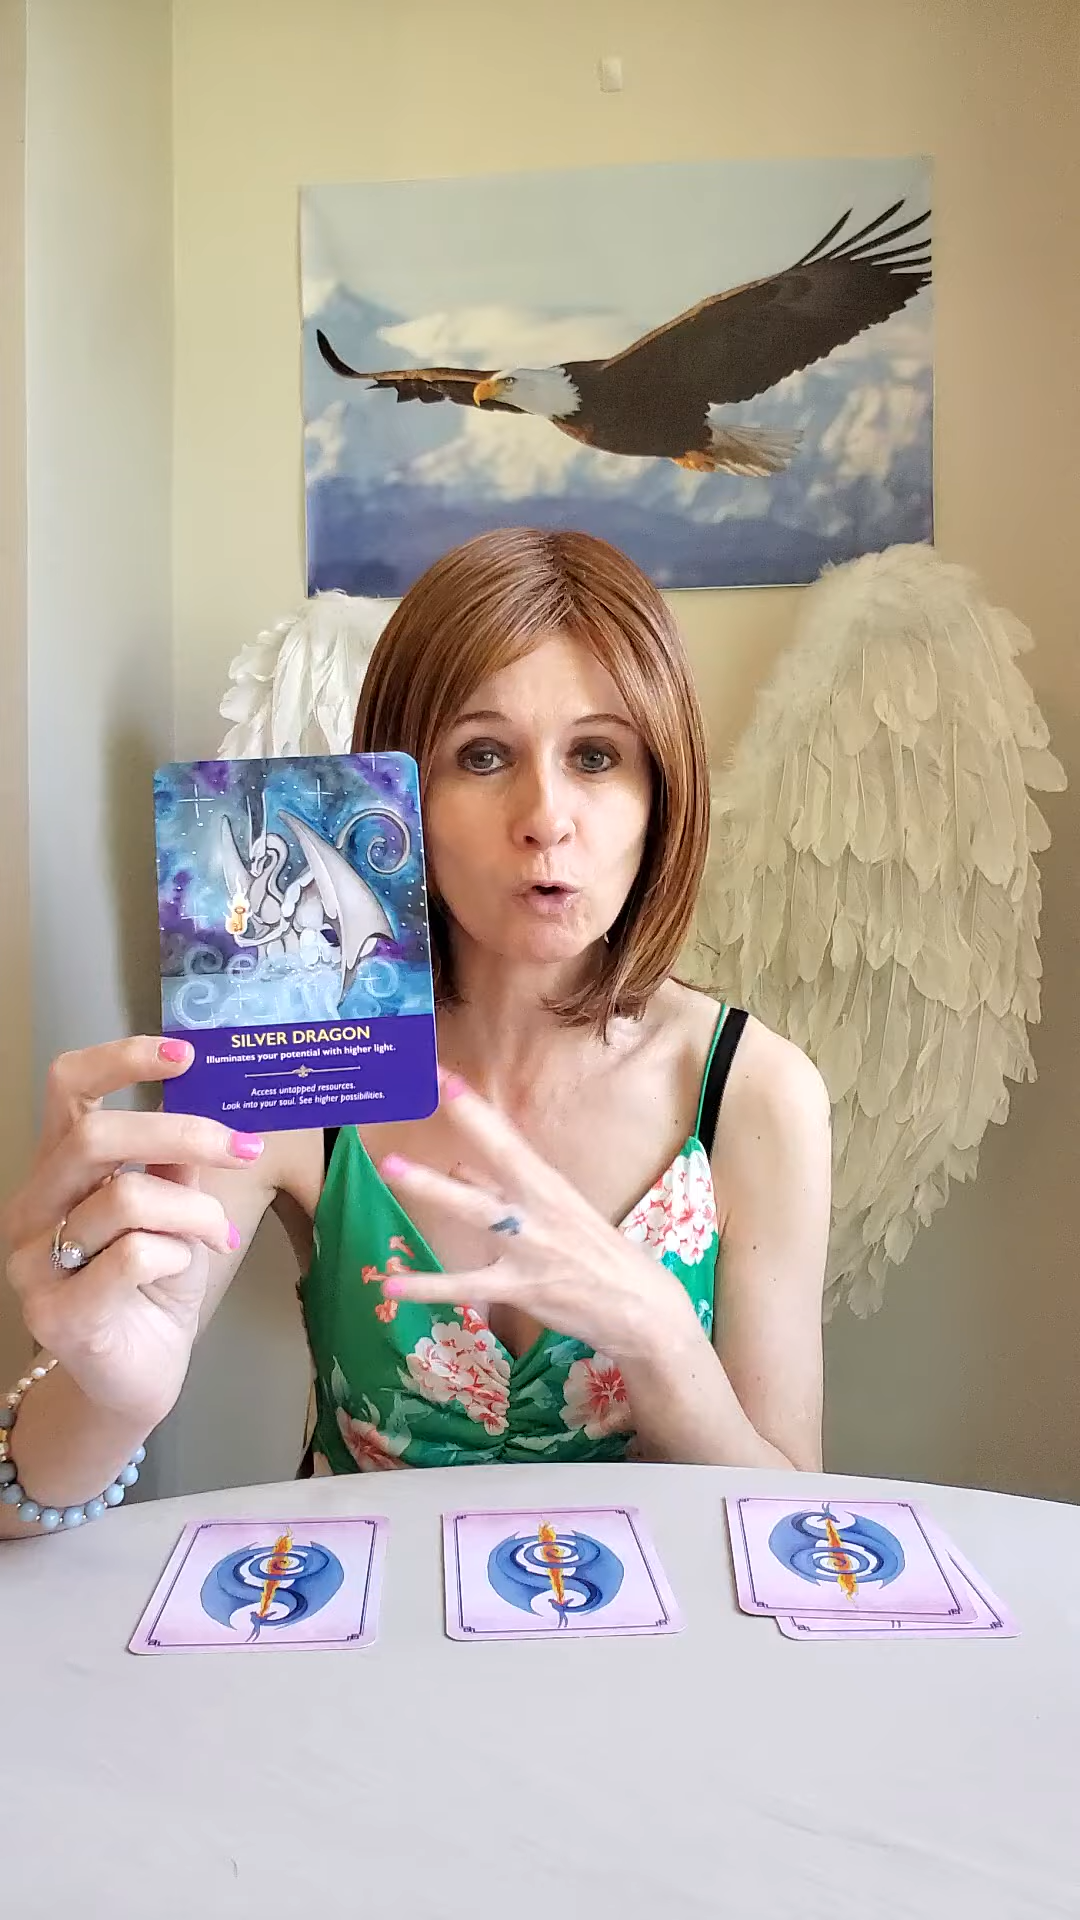 SILVER DRAGON
Illuminates your potential with higher light.
Access untapped resources.
Look into your soul. See higher possibilities.